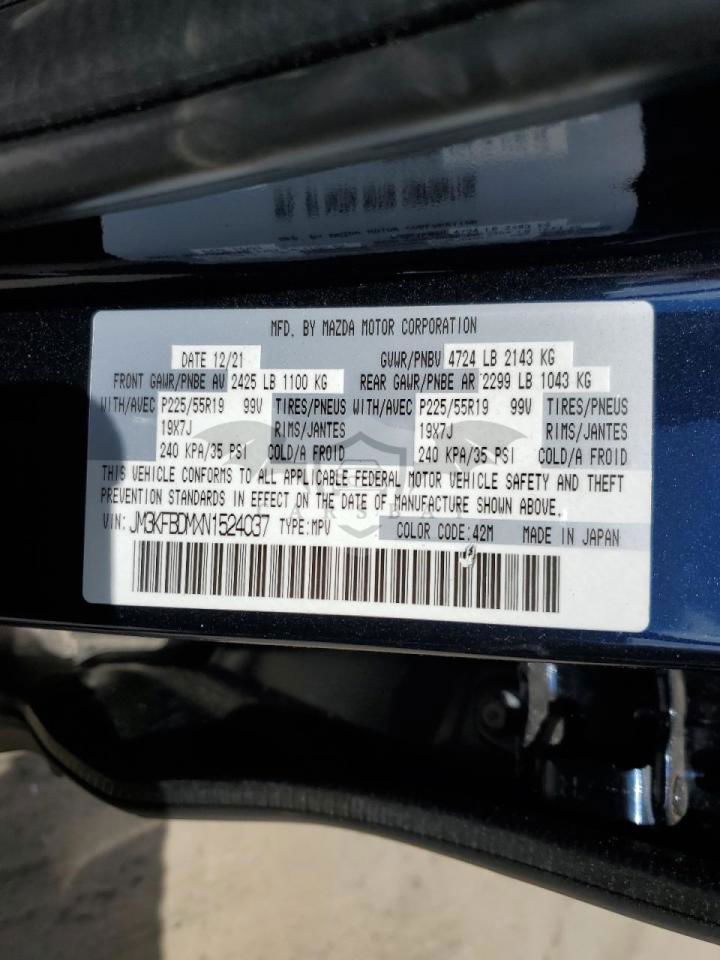 MFD. BY MAZDA MOTOR CORPORATION
DATE 12/21 GVWR/PNBV 4724 LB 2143 KG
FRONT GAWR/PNBE AV 2425 LB 1100 KG REAR GAWR/PNBE AR 2299 LB 1043 KG
WITH/AVEC P225/55R19 99V TIRES/PNEUS WITH/AVEC P225/55R19 99V TIRES/PNEUS
19X7J RIMS/JANTES 19X7J RIMS/JANTES
240 KPA/35 PSI COLD/A FROID 240 KPA/35 PSI COLD/A FROID
THIS VEHICLE CONFORMS TO ALL APPLICABLE FEDERAL MOTOR VEHICLE SAFETY AND THEFT
PREVENTION STANDARDS IN EFFECT ON THE DATE OF MANUFACTURE SHOWN ABOVE.
VIN: JM3KFBDMXN1524037 TYPE:MPV COLOR CODE:42M MADE IN JAPAN